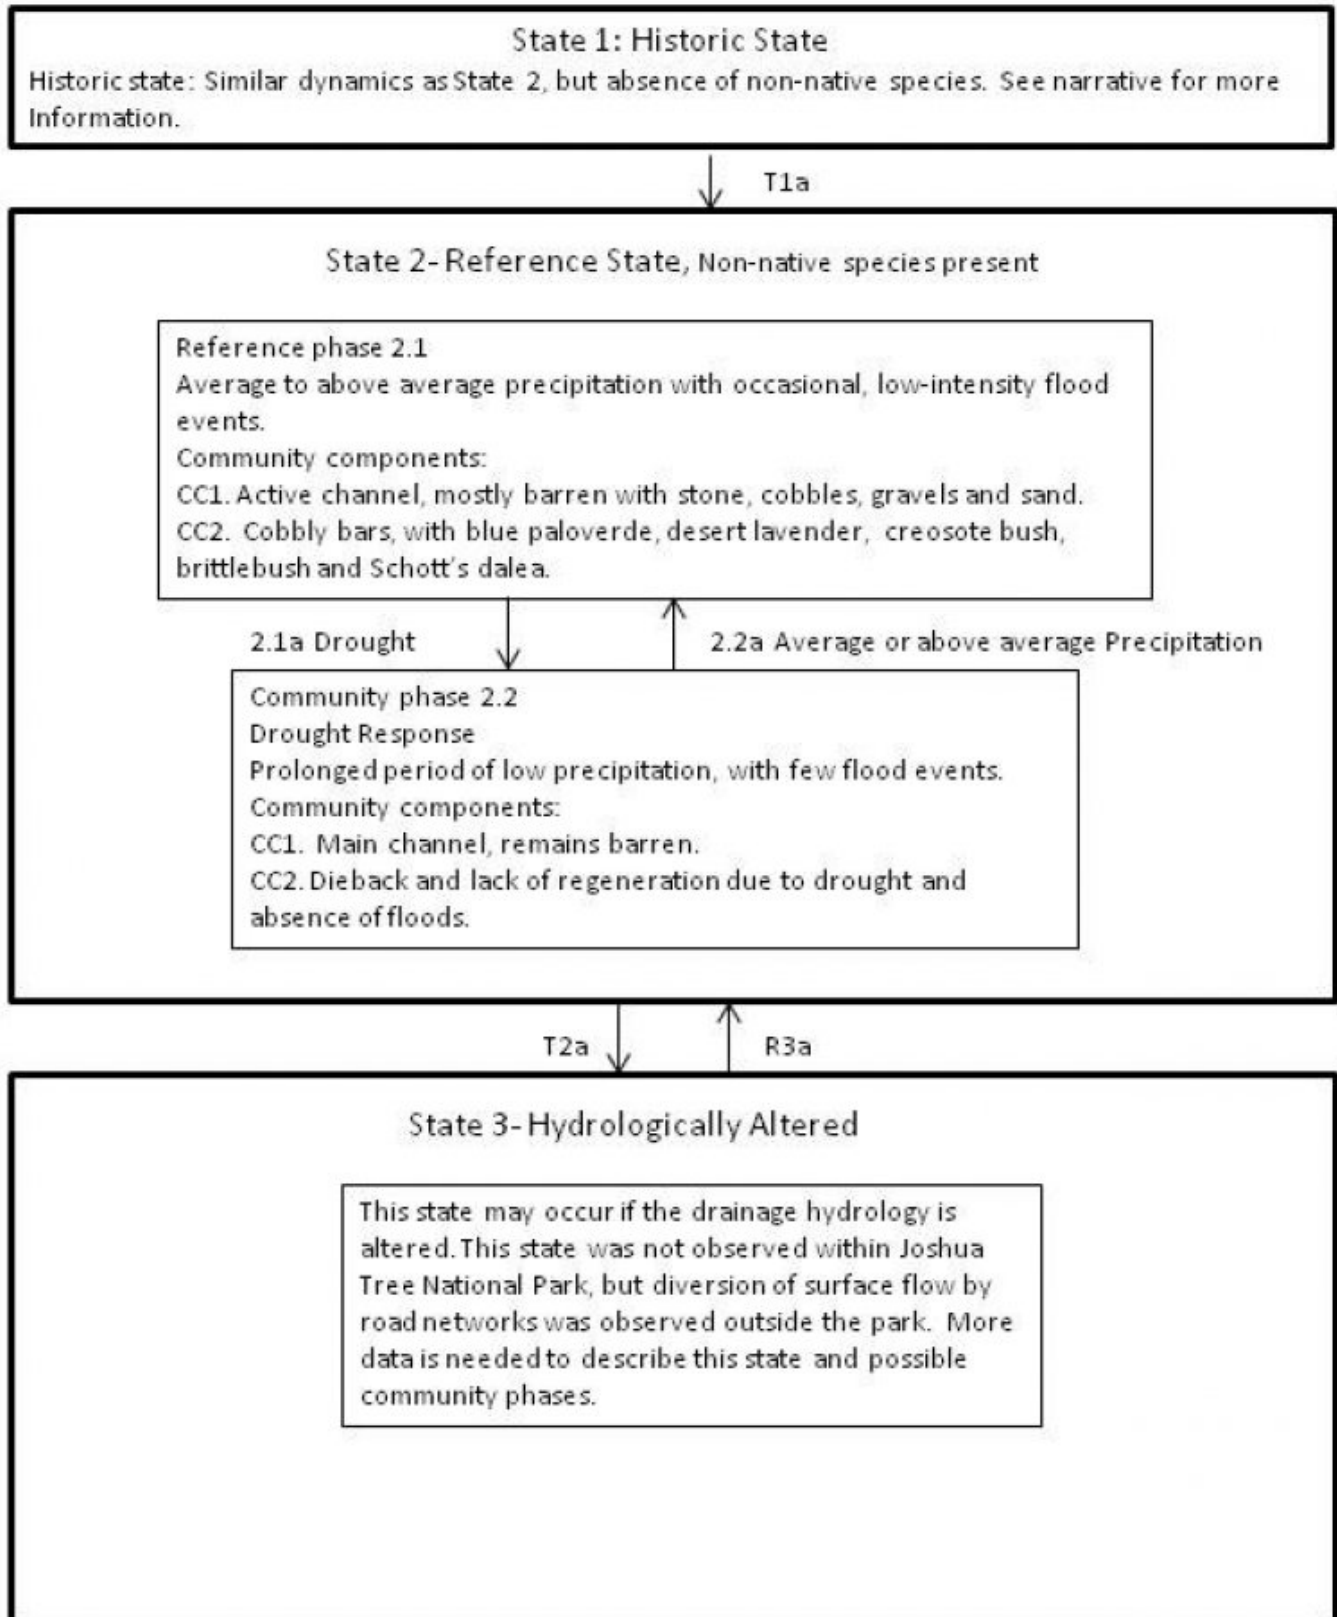 State 1: Historic State
Historic state: Similar dynamics as State 2, but absence of non-native species. See narrative for more
Information.
T1a
State 2- Reference State, Non-native species present
Reference phase 2.1
Average to above average precipitation with occasional, low-intensity flood
events.
Community components:
CC1. Active channel, mostly barren with stone, cobbles, gravels and sand.
CC2. Cobbly bars, with blue paloverde, desert lavender, creosote bush,
brittlebush and Schott's dalea.
2.1a Drought
2.2a Average or above average Precipitation
Community phase 2.2
Drought Response
Prolonged period of low precipitation, with few flood events.
Community components:
CC1. Main channel, remains barren.
CC2. Dieback and lack of regeneration due to drought and
absence of floods.
T2a
R3a
State 3- Hydrologically Altered
This state may occur if the drainage hydrology is
altered. This state was not observed within Joshua
Tree National Park, but diversion of surface flow by
road networks was observed outside the park. More
data is needed to describe this state and possible
community phases.